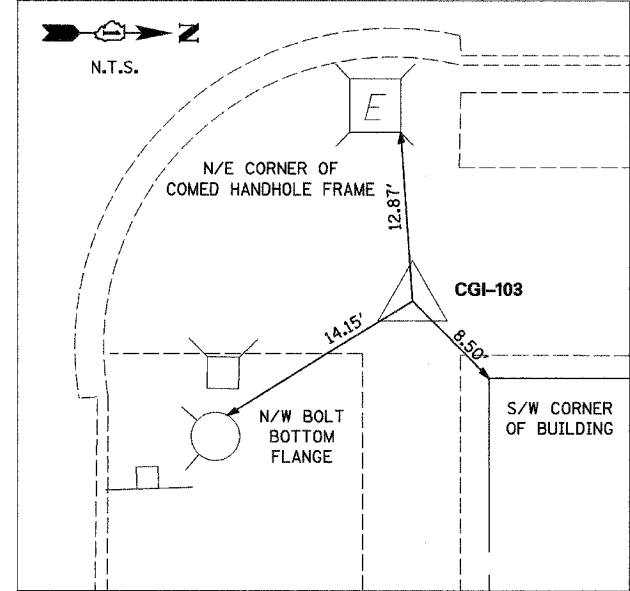 N
N.T.S.
E
N/E CORNER OF
COMED HANDHOLE FRAME
12.87'
CGI-103
14.15'
8.50'
N/W BOLT
BOTTOM
FLANGE
S/W CORNER
OF BUILDING